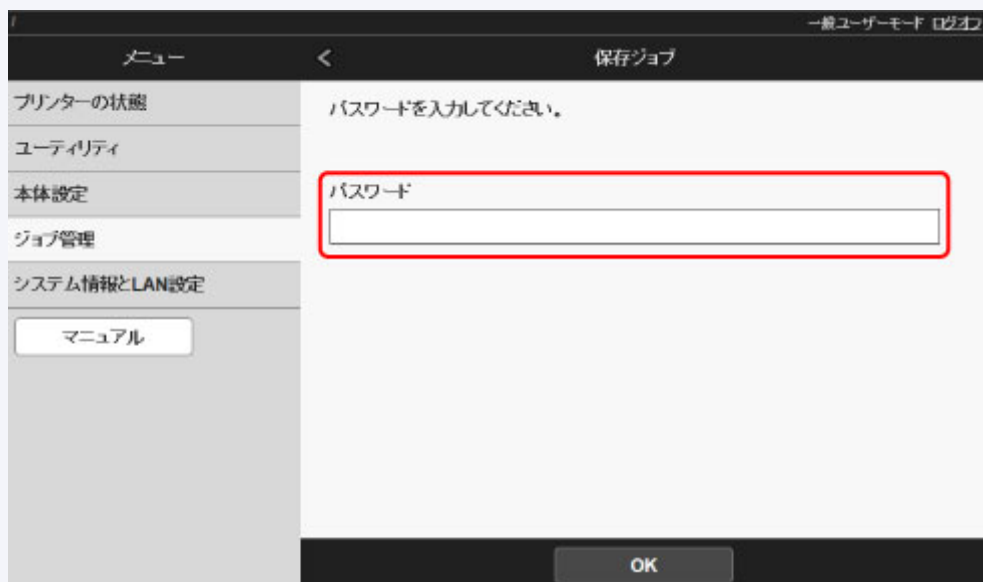 /
一般ユーザーモード ログオフ
メニュー
< 保存ジョブ
プリンターの状態
ユーティリティ
本体設定
ジョブ管理
システム情報とLAN設定
マニュアル
パスワードを入力してください。
パスワード
OK